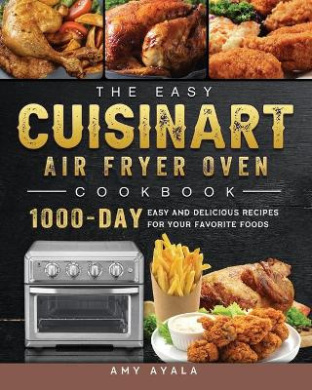 THE EASY
CUISINART
AIR FRYER OVEN
COOKBOOK
1000-DAY
EASY AND DELICIOUS RECIPES
FOR YOUR FAVORITE FOODS
AMY AYALA